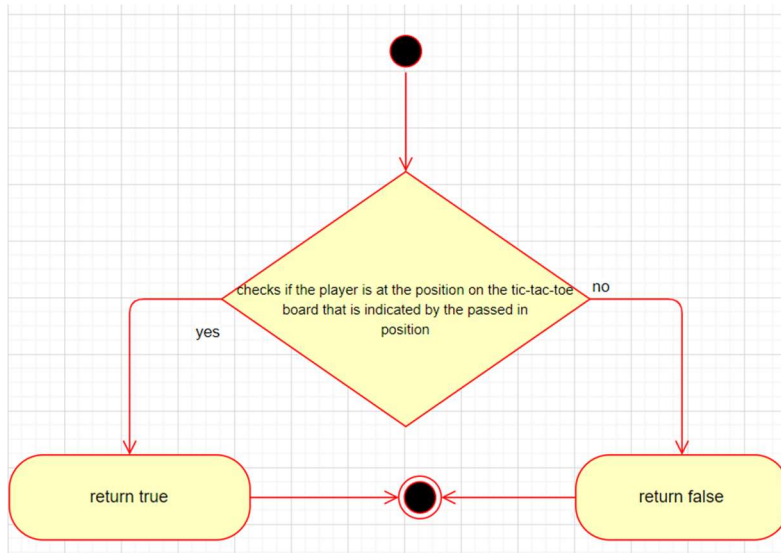 checks if the player is at the position on the tic-tac-toe
board that is indicated by the passed in
position
no
yes
return true
return false